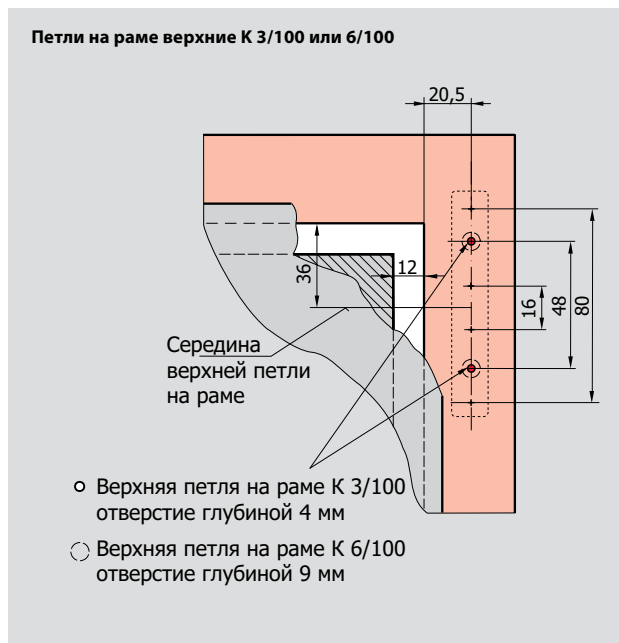 Петли на раме верхние К 3/100 или 6/100
20,5
36
12
16
48
80
Середина
верхней петли
на раме
Верхняя петля на раме К 3/100
отверстие глубиной 4 мм
Верхняя петля на раме К 6/100
отверстие глубиной 9 мм